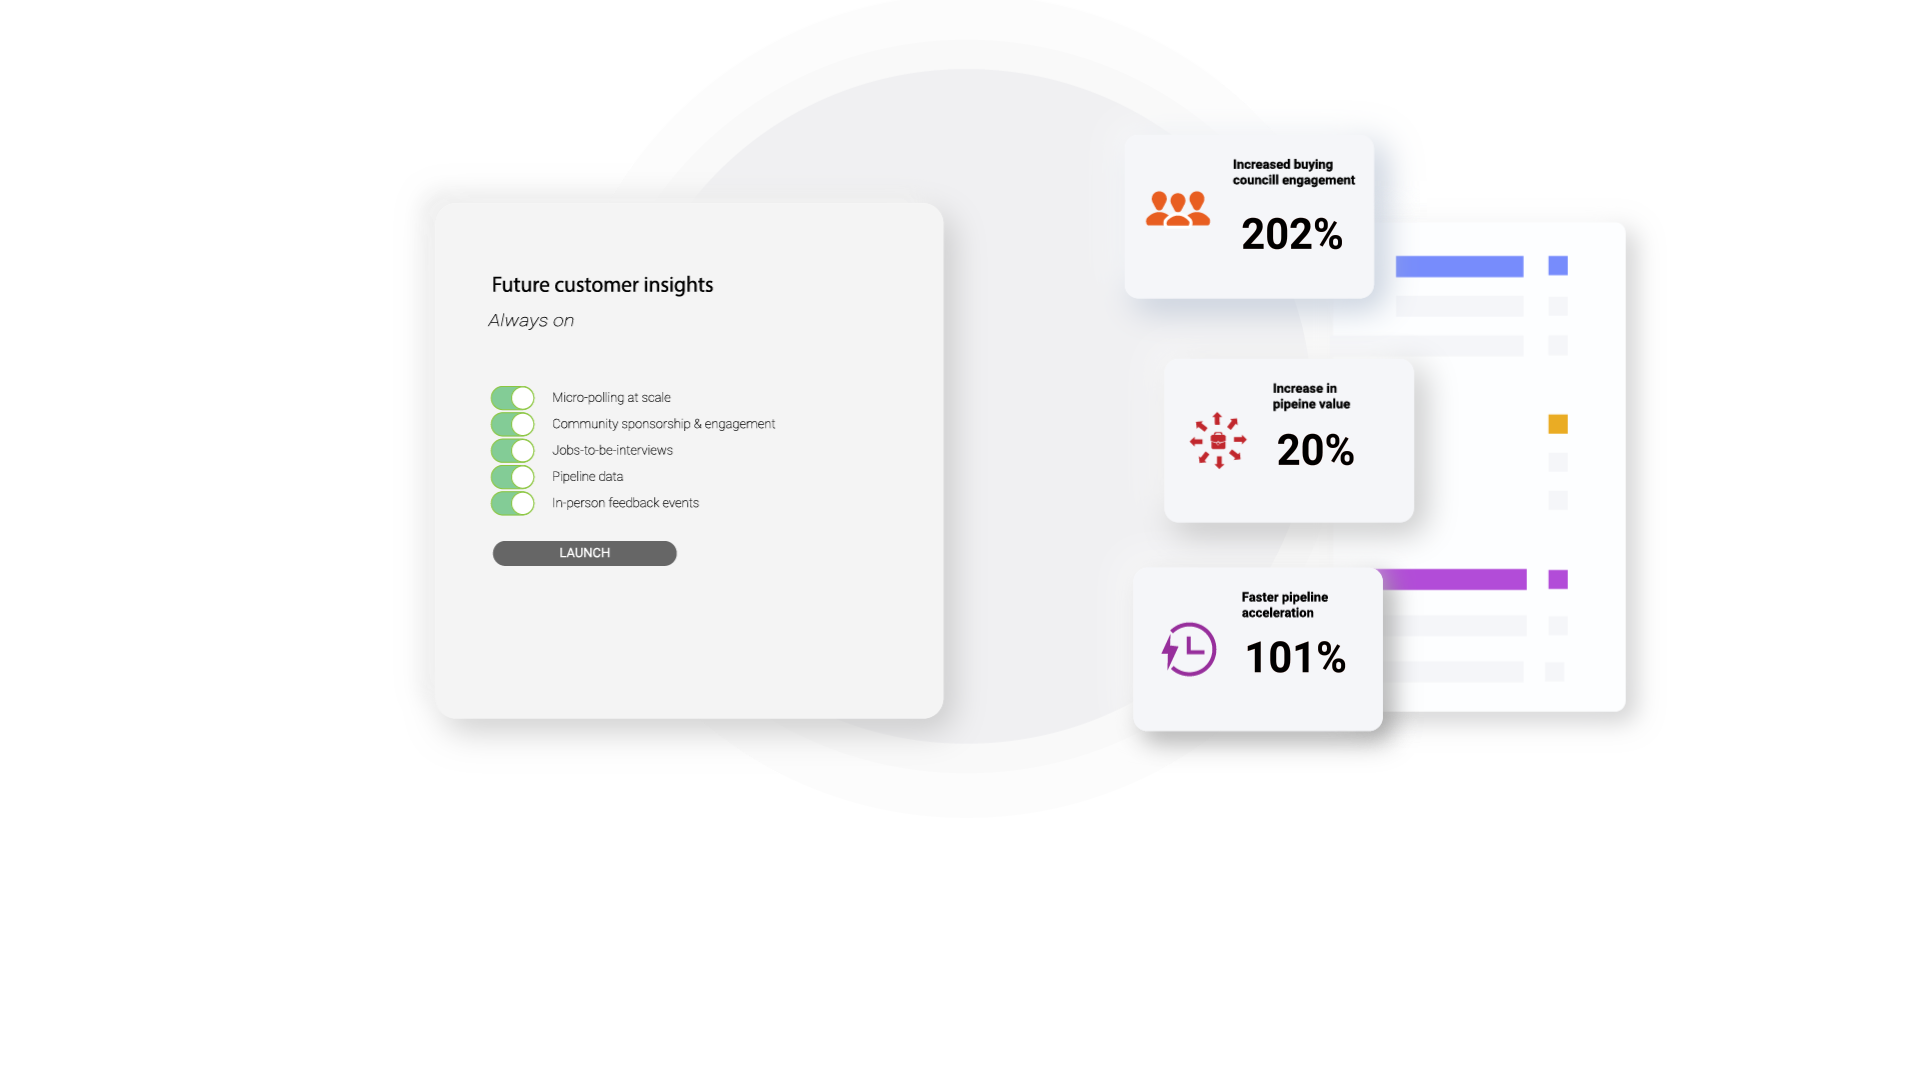 Future customer insights
Always on
Micro-polling at scale
Community sponsorship & engagement
Jobs-to-be-interviews
Pipeline data
In-person feedback events
LAUNCH
Increased buying
councill engagement
202%
Increase in
pipeine value
20%
Faster pipeline
acceleration
101%